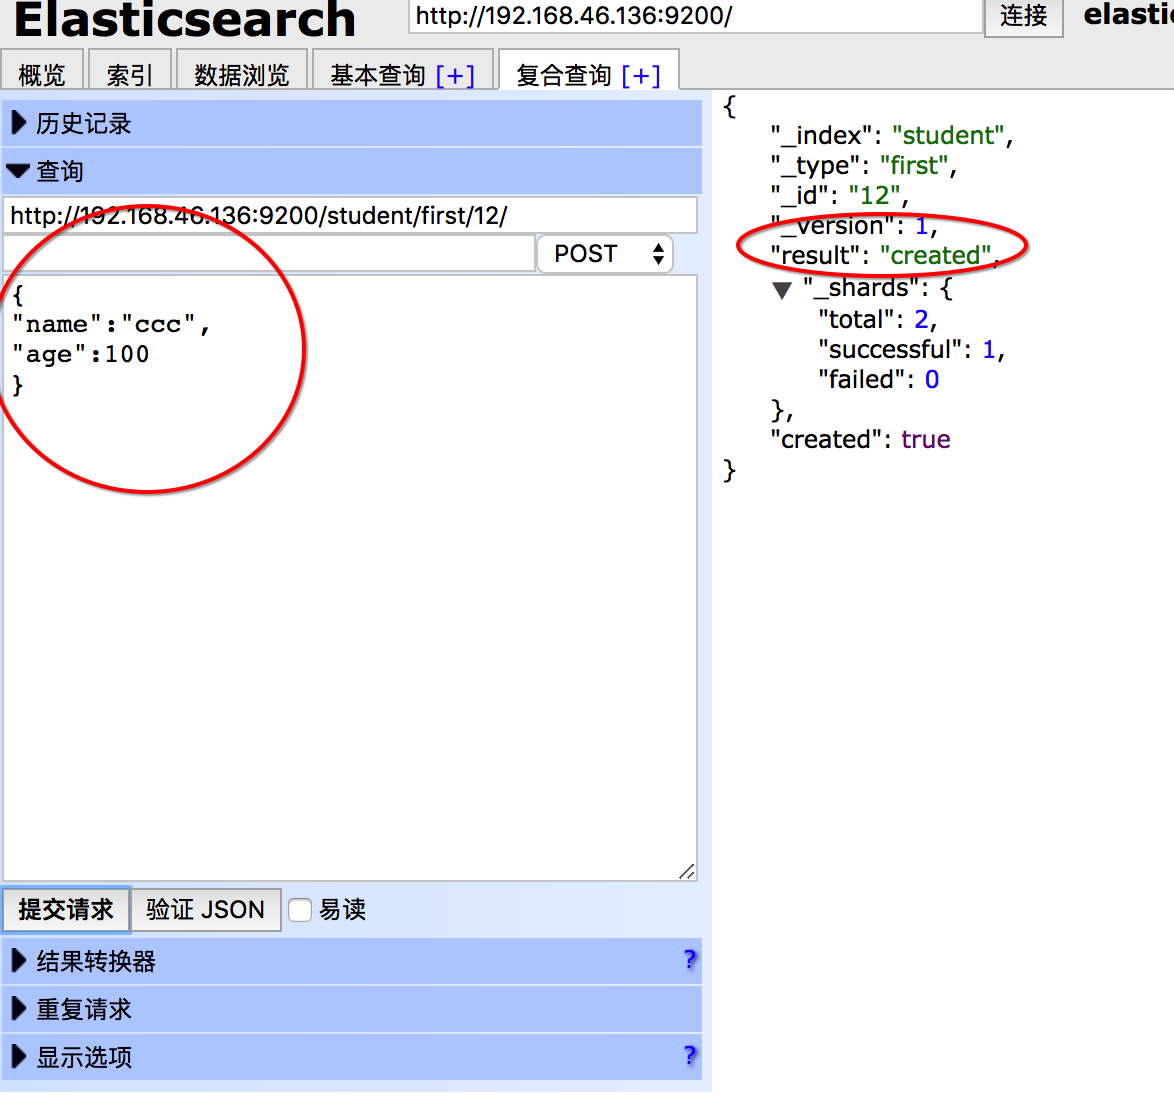 Elasticsearch
http://192.168.46.136:9200/
连接
elastic
概览
索引
数据浏览
基本查询 [+]
复合查询 [+]
历史记录
查询
http://192.168.46.136:9200/student/first/12/
POST
{
"name":"ccc",
"age":100
}
提交请求
验证 JSON
易读
结果转换器 ?
重复请求
显示选项 ?
{
"_index": "student",
"_type": "first",
"_id": "12",
"_version": 1,
"result": "created",
"_shards": {
"total": 2,
"successful": 1,
"failed": 0
},
"created": true
}